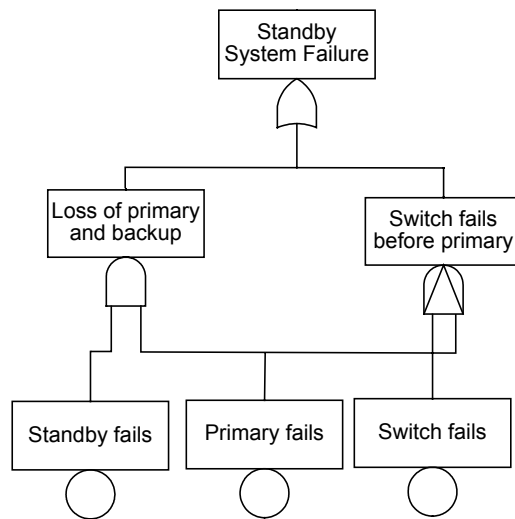 Standby
System Failure
Loss of primary
and backup
Switch fails
before primary
Standby fails
Primary fails
Switch fails